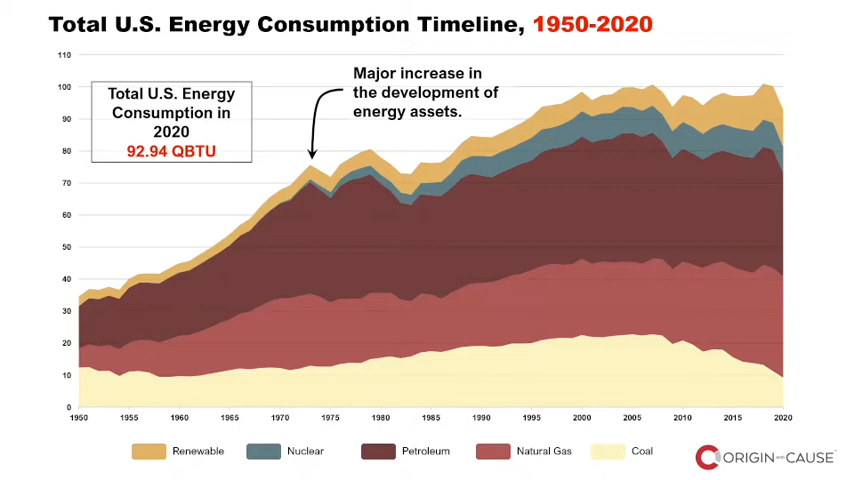 Total U.S. Energy Consumption Timeline, 1950-2020
110
100
90
80
70
60
50
40
30
20
10
0
Total U.S. Energy
Consumption in
2020
92.94 QBTU
Major increase in
the development of
energy assets.
1950 1955 1960 1965 1970 1975 1980 1985 1990 1995 2000 2005 2010 2015 2020
Renewable Nuclear Petroleum Natural Gas Coal
ORIGIN AND CAUSE